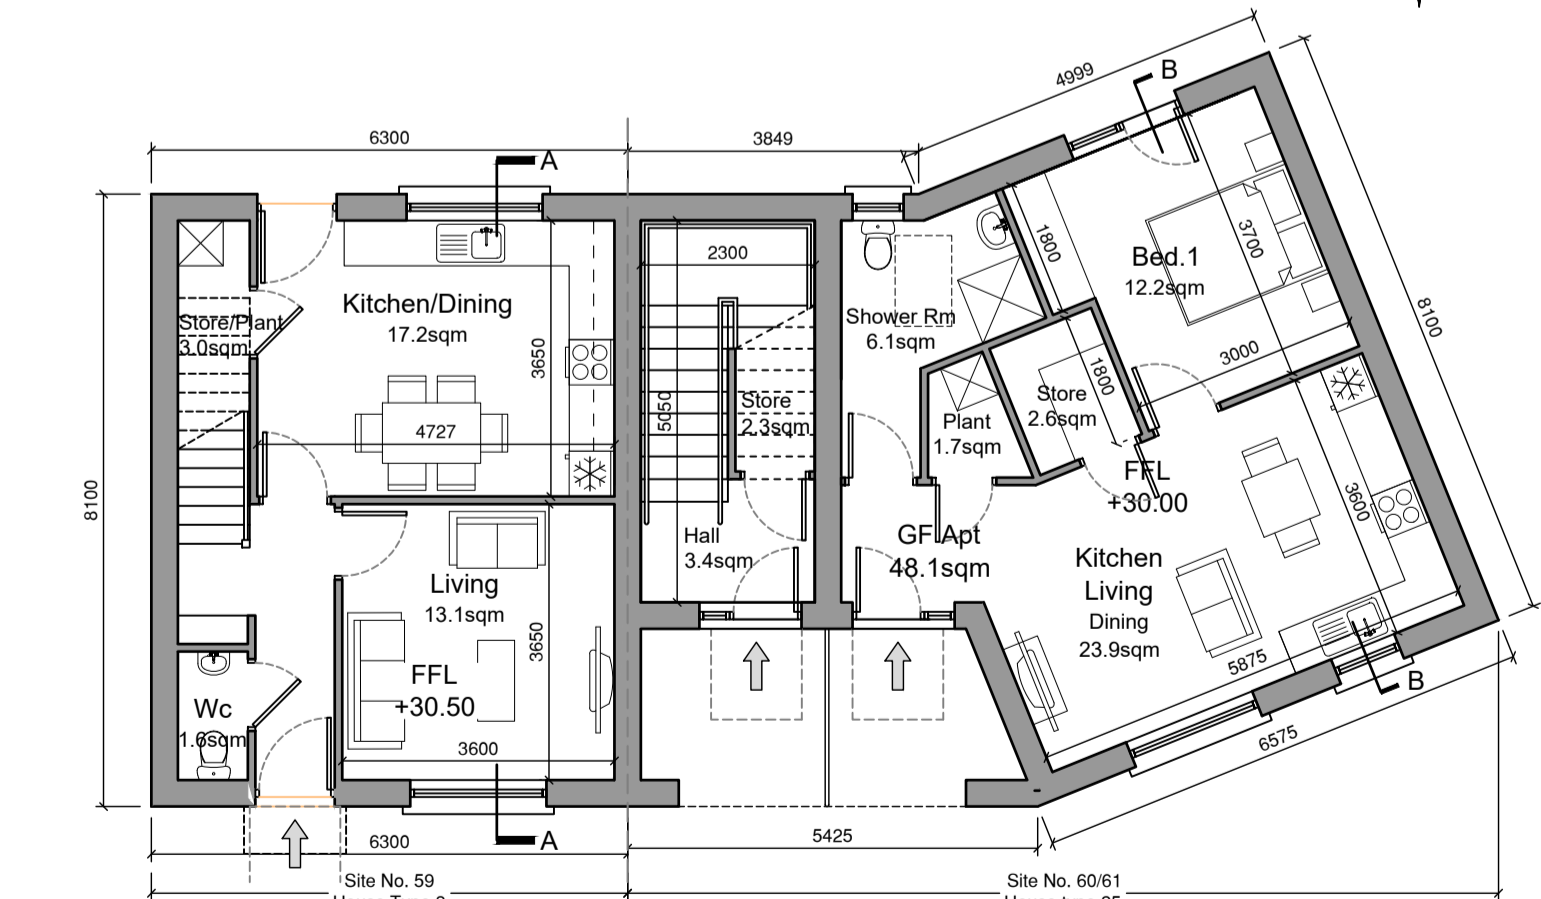 4999
B
6300
3849
A
2300
1800
3700
Bed.1
12.2sqm
Kitchen/Dining
17.2sqm
Store/Plant
3.0sqm
Shower Rm
6.1sqm
8100
3650
3000
1800
Store
2.6sqm
5050
Store
2.3sqm
Plant
1.7sqm
4727
FFL
+30.00
3600
8100
Hall
3.4sqm
GF Apt
48.1sqm
Kitchen
Living
Dining
23.9sqm
Living
13.1sqm
3650
FFL
+30.50
5875
B
Wc
1.6sqm
3600
6575
6300
A
5425
Site No. 59
Site No. 60/61